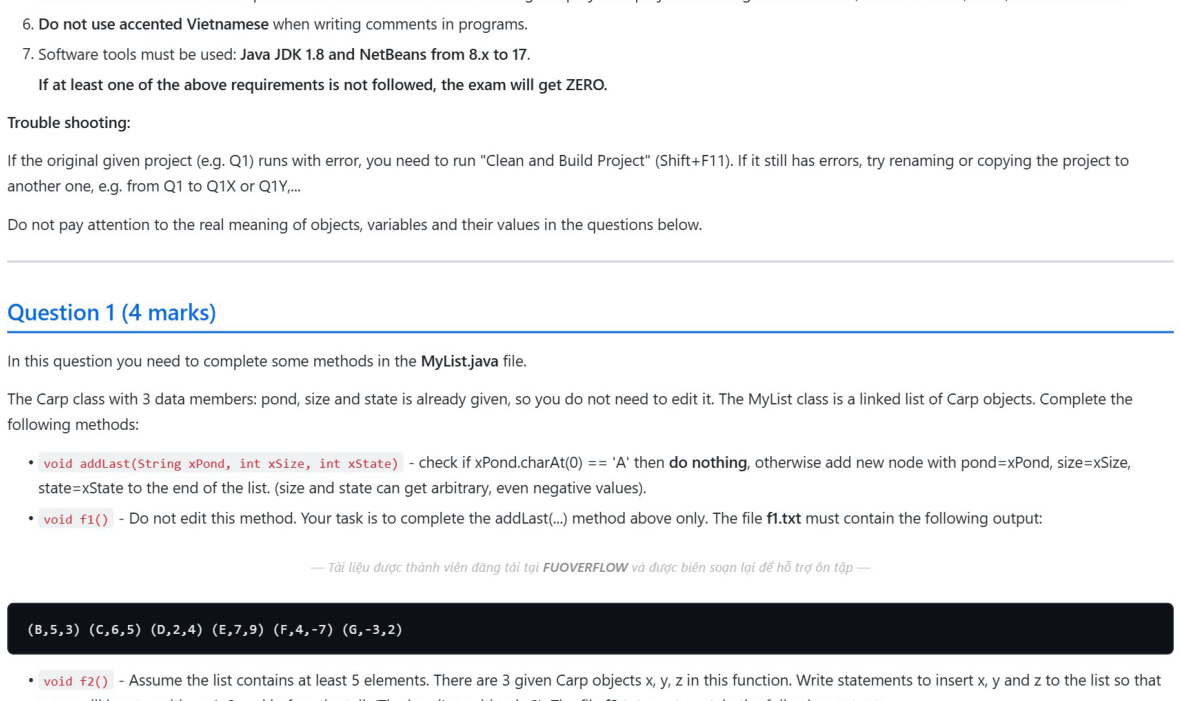 6. Do not use accented Vietnamese when writing comments in programs.
7. Software tools must be used: Java JDK 1.8 and NetBeans from 8.x to 17.
If at least one of the above requirements is not followed, the exam will get ZERO.
Trouble shooting:
If the original given project (e.g. Q1) runs with error, you need to run "Clean and Build Project" (Shift+F11). If it still has errors, try renaming or copying the project to
another one, e.g. from Q1 to Q1X or Q1Y,...
Do not pay attention to the real meaning of objects, variables and their values in the questions below.
Question 1 (4 marks)
In this question you need to complete some methods in the MyList.java file.
The Carp class with 3 data members: pond, size and state is already given, so you do not need to edit it. The MyList class is a linked list of Carp objects. Complete the
following methods:
• void addLast(String xPond, int xSize, int xState) - check if xPond.charAt(0) == 'A' then do nothing, otherwise add new node with pond=xPond, size=xSize,
state=xState to the end of the list. (size and state can get arbitrary, even negative values).
• void f1() - Do not edit this method. Your task is to complete the addLast(...) method above only. The file f1.txt must contain the following output:
— Tài liệu được thành viên đăng tải tại FUOVERFLOW và được biên soạn lại để hỗ trợ ôn tập —
(B,5,3) (C,6,5) (D,2,4) (E,7,9) (F,4,-7) (G,-3,2)
• void f2() - Assume the list contains at least 5 elements. There are 3 given Carp objects x, y, z in this function. Write statements to insert x, y and z to the list so that